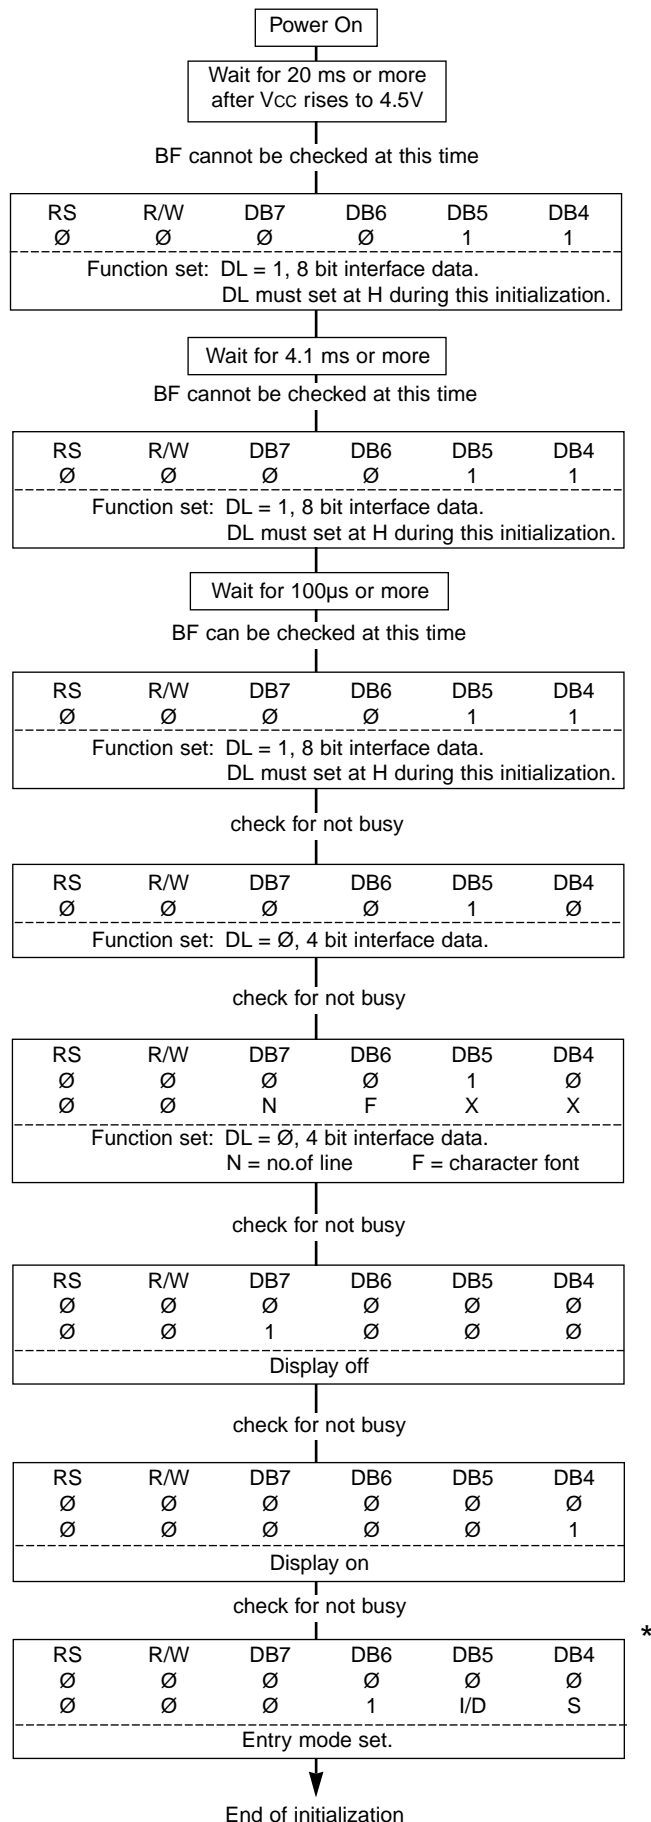 Power On
Wait for 20 ms or more
after Vcc rises to 4.5V
BF cannot be checked at this time
RS R/W DB7 DB6 DB5 DB4
Ø Ø Ø Ø 1 1
Function set: DL = 1, 8 bit interface data.
DL must set at H during this initialization.
Wait for 4.1 ms or more
BF cannot be checked at this time
RS R/W DB7 DB6 DB5 DB4
Ø Ø Ø Ø 1 1
Function set: DL = 1, 8 bit interface data.
DL must set at H during this initialization.
Wait for 100µs or more
BF can be checked at this time
RS R/W DB7 DB6 DB5 DB4
Ø Ø Ø Ø 1 1
Function set: DL = 1, 8 bit interface data.
DL must set at H during this initialization.
check for not busy
RS R/W DB7 DB6 DB5 DB4
Ø Ø Ø Ø 1 Ø
Function set: DL = Ø, 4 bit interface data.
check for not busy
RS R/W DB7 DB6 DB5 DB4
Ø Ø Ø Ø 1 Ø
Ø Ø N F X X
Function set: DL = Ø, 4 bit interface data.
N = no.of line F = character font
check for not busy
RS R/W DB7 DB6 DB5 DB4
Ø Ø Ø Ø Ø Ø
Ø Ø 1 Ø Ø Ø
Display off
check for not busy
RS R/W DB7 DB6 DB5 DB4
Ø Ø Ø Ø Ø Ø
Ø Ø Ø Ø Ø 1
Display on
check for not busy
*
RS R/W DB7 DB6 DB5 DB4
Ø Ø Ø Ø Ø Ø
Ø Ø Ø 1 I/D S
Entry mode set.
End of initialization